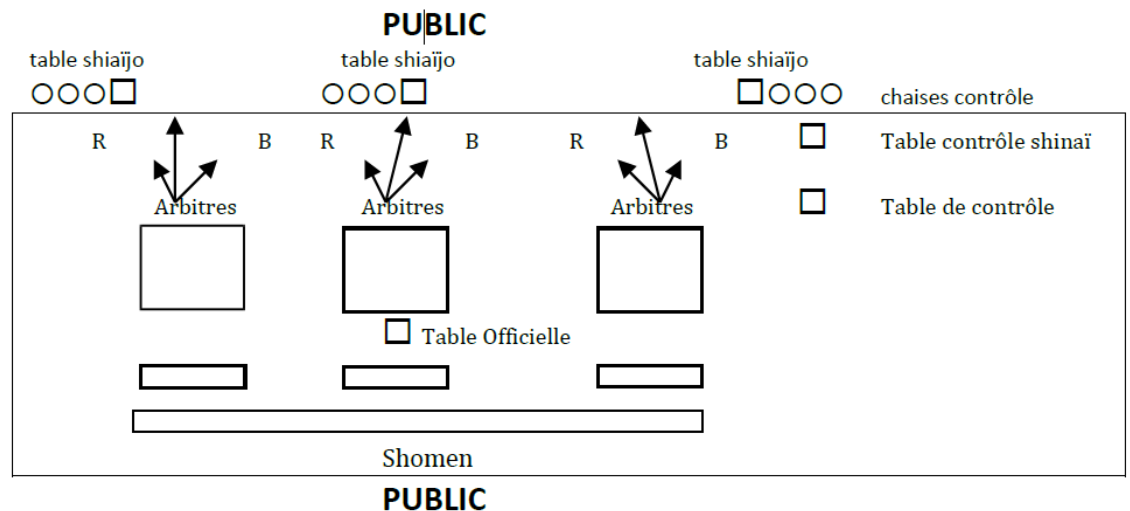 PUBLIC
table shiaïjo table shiaïjo table shiaïjo
chaises contrôle
R B R B R B Table contrôle shinaï
Arbitres Arbitres Arbitres Table de contrôle
Table Officielle
Shomen
PUBLIC